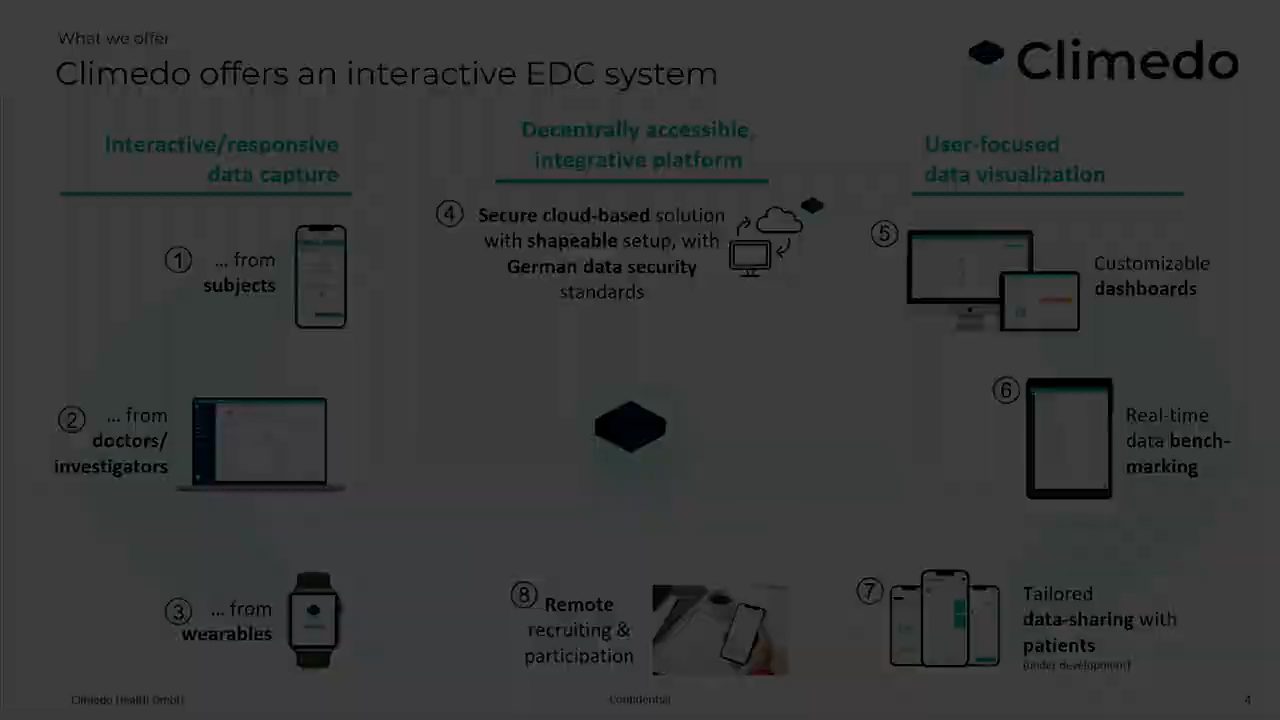 What we offer
Climedo offers an interactive EDC system
Climedo
Interactive/responsive
data capture
① ... from
subjects
② ... from
doctors/
investigators
③ ... from
wearables
Decentrally accessible,
integrative platform
④ Secure cloud-based solution
with shapeable setup, with
German data security
standards
⑧ Remote
recruiting &
participation
User-focused
data visualization
⑤ Customizable
dashboards
⑥ Real-time
data bench-
marking
⑦ Tailored
data-sharing with
patients
(under development)
Climedo Health GmbH
Confidential
4